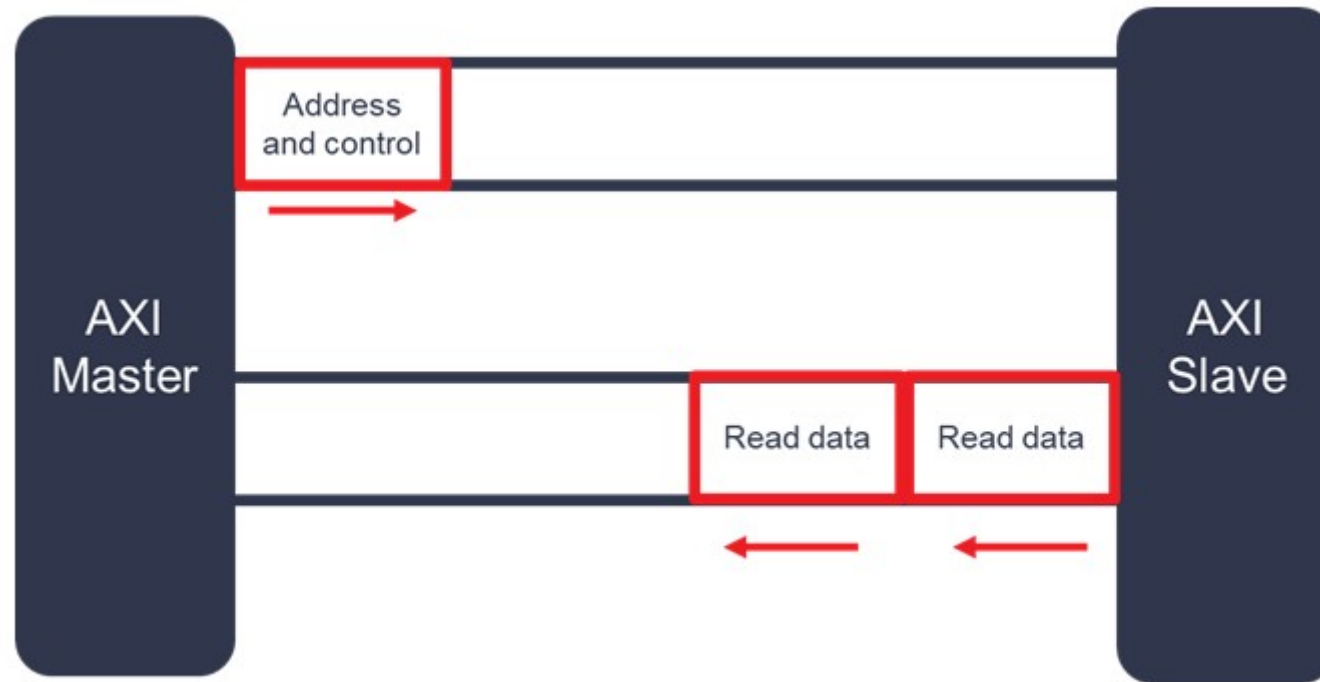 Address
and control
AXI
Master
AXI
Slave
Read data
Read data